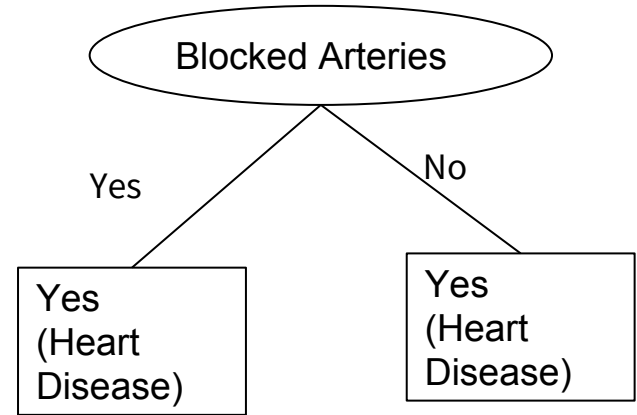 Blocked Arteries
Yes
No
Yes
(Heart
Disease)
Yes
(Heart
Disease)